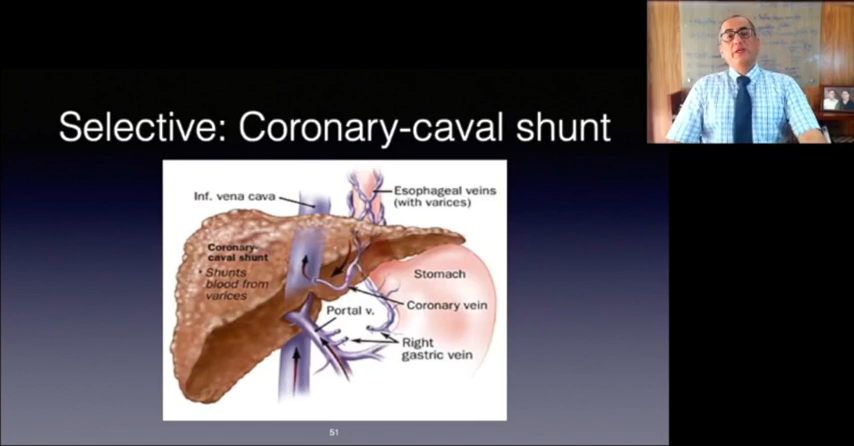 Selective: Coronary-caval shunt
Inf. vena cava
Esophageal veins
(with varices)
Coronary-
caval shunt
• Shunts
blood from
varices
Stomach
Coronary vein
Portal v.
Right
gastric vein
51